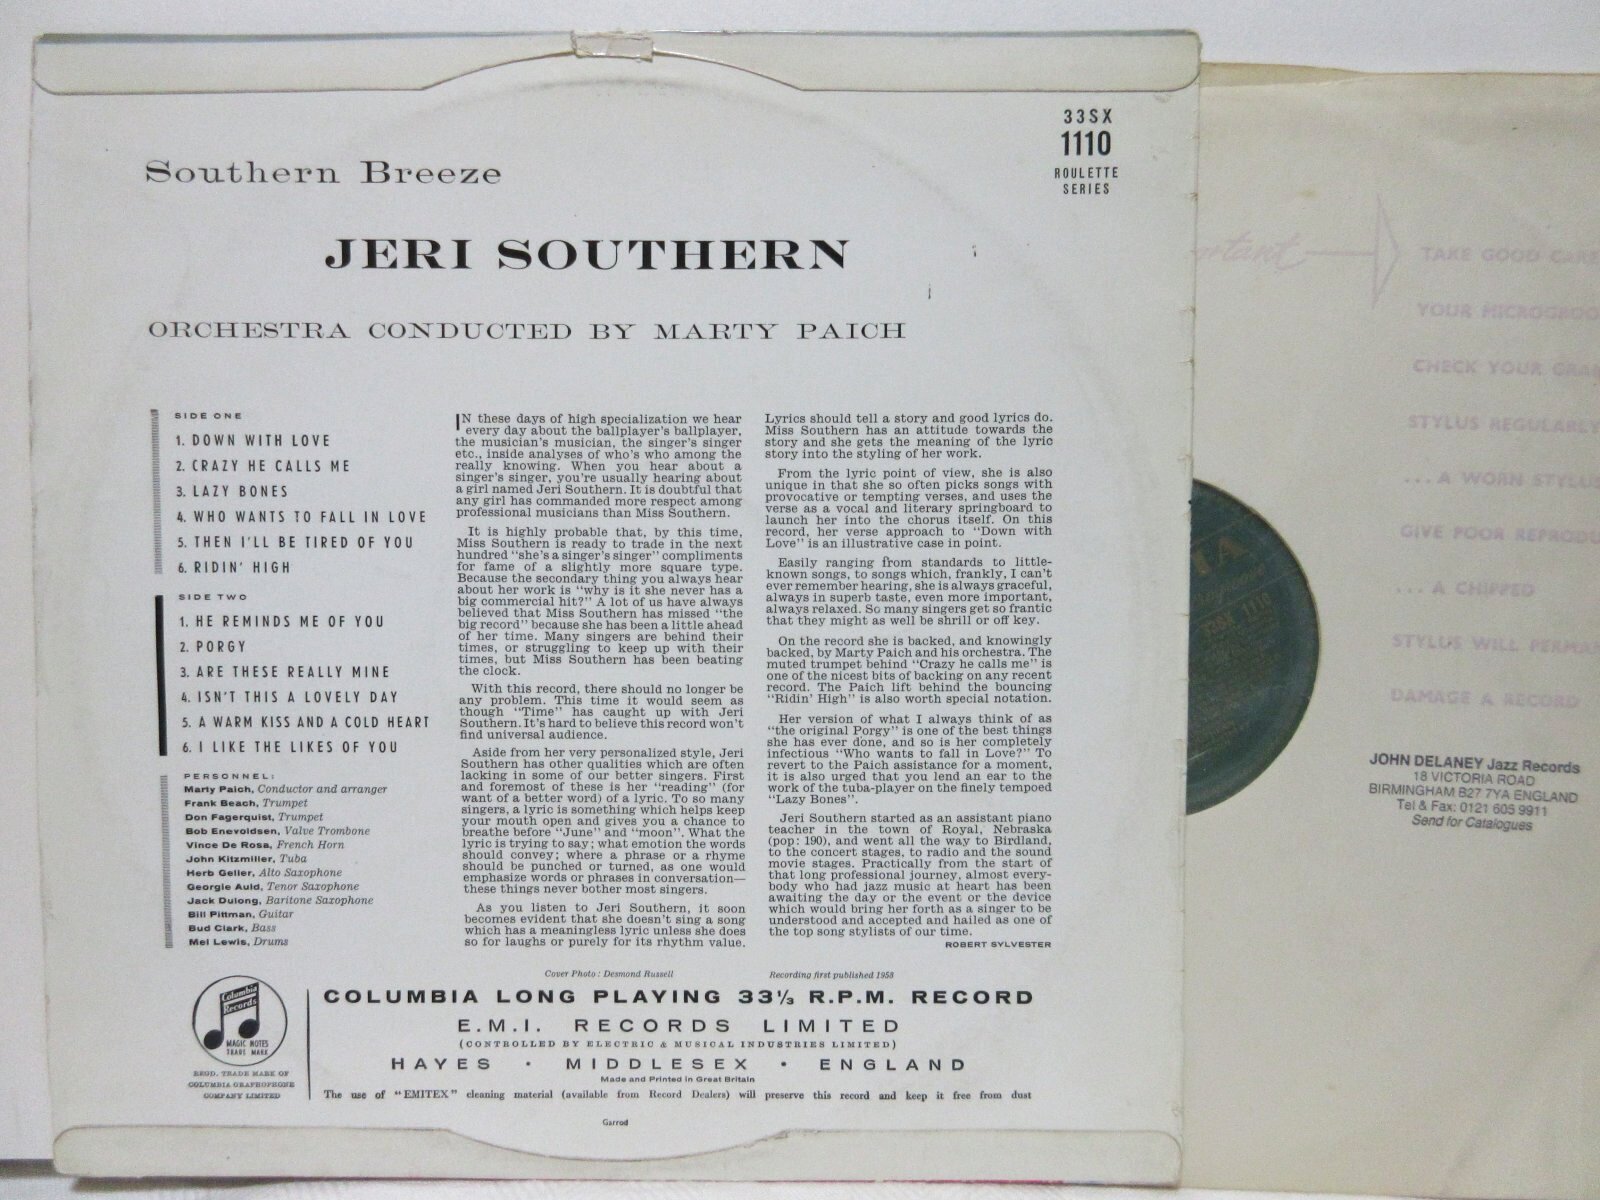 33SX
1110
ROULETTE
SERIES
Southern Breeze
JERI SOUTHERN
ORCHESTRA CONDUCTED BY MARTY PAICH
SIDE ONE
1. DOWN WITH LOVE
2. CRAZY HE CALLS ME
3. LAZY BONES
4. WHO WANTS TO FALL IN LOVE
5. THEN I'LL BE TIRED OF YOU
6. RIDIN' HIGH
SIDE TWO
1. HE REMINDS ME OF YOU
2. PORGY
3. ARE THESE REALLY MINE
4. ISN'T THIS A LOVELY DAY
5. A WARM KISS AND A COLD HEART
6. I LIKE THE LIKES OF YOU
PERSONNEL:
Marty Paich, Conductor and arranger
Frank Beach, Trumpet
Don Fagerquist, Trumpet
Bob Enevoldsen, Valve Trombone
Vince De Rosa, French Horn
John Kitzmiller, Tuba
Herb Geller, Alto Saxophone
Georgie Auld, Tenor Saxophone
Jack Dulong, Baritone Saxophone
Bill Pittman, Guitar
Bud Clark, Bass
Mel Lewis, Drums
IN these days of high specialization we hear
every day about the ballplayer's ballplayer,
the musician's musician, the singer's singer
etc., inside analyses of who's who among the
really knowing. When you hear about a
singer's singer, you're usually hearing about
a girl named Jeri Southern. It is doubtful that
any girl has commanded more respect among
professional musicians than Miss Southern.
It is highly probable that, by this time,
Miss Southern is ready to trade in the next
hundred "she's a singer's singer" compliments
for fame of a slightly more square type.
Because the secondary thing you always hear
about her work is "why is it she never has a
big commercial hit?" A lot of us have always
believed that Miss Southern has missed "the
big record" because she has been a little ahead
of her time. Many singers are behind their
times, or struggling to keep up with their
times, but Miss Southern has been beating
the clock.
With this record, there should no longer be
any problem. This time it would seem as
though "Time" has caught up with Jeri
Southern. It's hard to believe this record won't
find universal audience.
Aside from her very personalized style, Jeri
Southern has other qualities which are often
lacking in some of our better singers. First
and foremost of these is her "reading" (for
want of a better word) of a lyric. To so many
singers, a lyric is something which helps keep
your mouth open and gives you a chance to
breathe before "June" and "moon". What the
lyric is trying to say; what emotion the words
should convey; where a phrase or a rhyme
should be punched or turned, as one would
emphasize words or phrases in conversation—
these things never bother most singers.
As you listen to Jeri Southern, it soon
becomes evident that she doesn't sing a song
which has a meaningless lyric unless she does
so for laughs or purely for its rhythm value.
Lyrics should tell a story and good lyrics do.
Miss Southern has an attitude towards the
story and she gets the meaning of the lyric
story into the styling of her work.
From the lyric point of view, she is also
unique in that she so often picks songs with
provocative or tempting verses, and uses the
verse as a vocal and literary springboard to
launch her into the chorus itself. On this
record, her verse approach to "Down with
Love" is an illustrative case in point.
Easily ranging from standards to little-
known songs, to songs which, frankly, I can't
ever remember hearing, she is always graceful,
always in superb taste, even more important,
always relaxed. So many singers get so frantic
that they might as well be shrill or off key.
On the record she is backed, and knowingly
backed, by Marty Paich and his orchestra. The
muted trumpet behind "Crazy he calls me" is
one of the nicest bits of backing on any recent
record. The Paich lift behind the bouncing
"Ridin' High" is also worth special notation.
Her version of what I always think of as
"the original Porgy" is one of the best things
she has ever done, and so is her completely
infectious "Who wants to fall in Love?" To
revert to the Paich assistance for a moment,
it is also urged that you lend an ear to the
work of the tuba-player on the finely tempoed
"Lazy Bones".
Jeri Southern started as an assistant piano
teacher in the town of Royal, Nebraska
(pop: 190), and went all the way to Birdland,
to the concert stages, to radio and the sound
movie stages. Practically from the start of
that long professional journey, almost every-
body who had jazz music at heart has been
awaiting the day or the event or the device
which would bring her forth as a singer to be
understood and accepted and hailed as one of
the top song stylists of our time.
ROBERT SYLVESTER
Cover Photo: Desmond Russell
Recording first published 1958
Columbia
Records
MAGIC NOTES
TRADE MARK
REGD. TRADE MARK OF
COLUMBIA GRAPHOPHONE
COMPANY LIMITED
COLUMBIA LONG PLAYING 33⅓ R.P.M. RECORD
E.M.I. RECORDS LIMITED
(CONTROLLED BY ELECTRIC & MUSICAL INDUSTRIES LIMITED)
HAYES · MIDDLESEX · ENGLAND
Made and Printed in Great Britain
The use of "EMITEX" cleaning material (available from Record Dealers) will preserve this record and keep it free from dust
Garrod
33SX 1110
TAKE GOOD CARE
YOUR MICROGROO
CHECK YOUR GRA
STYLUS REGULARLY
...A WORN STYLUS
GIVE POOR REPRODU
... A CHIPPED
STYLUS WILL PERMA
DAMAGE A RECORD
JOHN DELANEY Jazz Records
18 VICTORIA ROAD
BIRMINGHAM B27 7YA ENGLAND
Tel & Fax: 0121 605 9911
Send for Catalogues